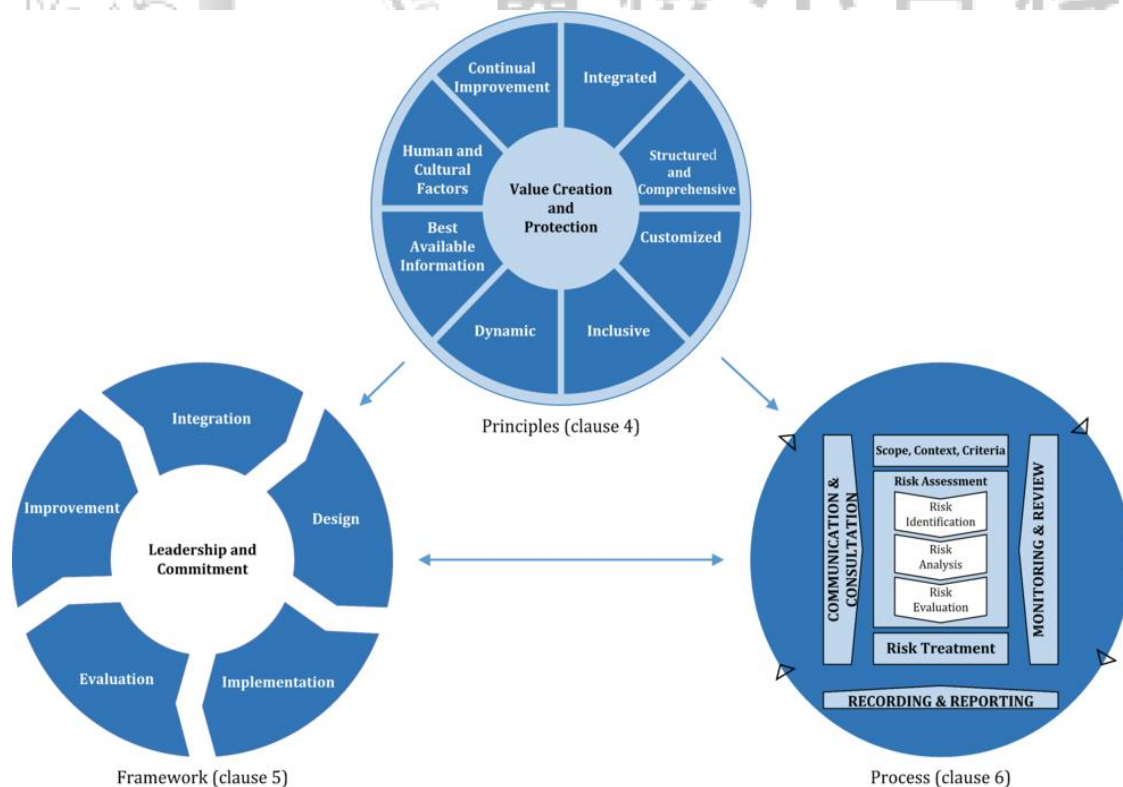 Continual
Improvement
Integrated
Human and
Cultural
Factors
Structured
and
Comprehensive
Value Creation
and
Protection
Best
Available
Information
Customized
Dynamic
Inclusive
Principles (clause 4)
Integration
Improvement
Design
Leadership and
Commitment
Evaluation
Implementation
Framework (clause 5)
Scope, Context, Criteria
Risk Assessment
Risk
Identification
Risk
Analysis
Risk
Evaluation
Risk Treatment
COMMUNICATION &
CONSULTATION
MONITORING & REVIEW
RECORDING & REPORTING
Process (clause 6)